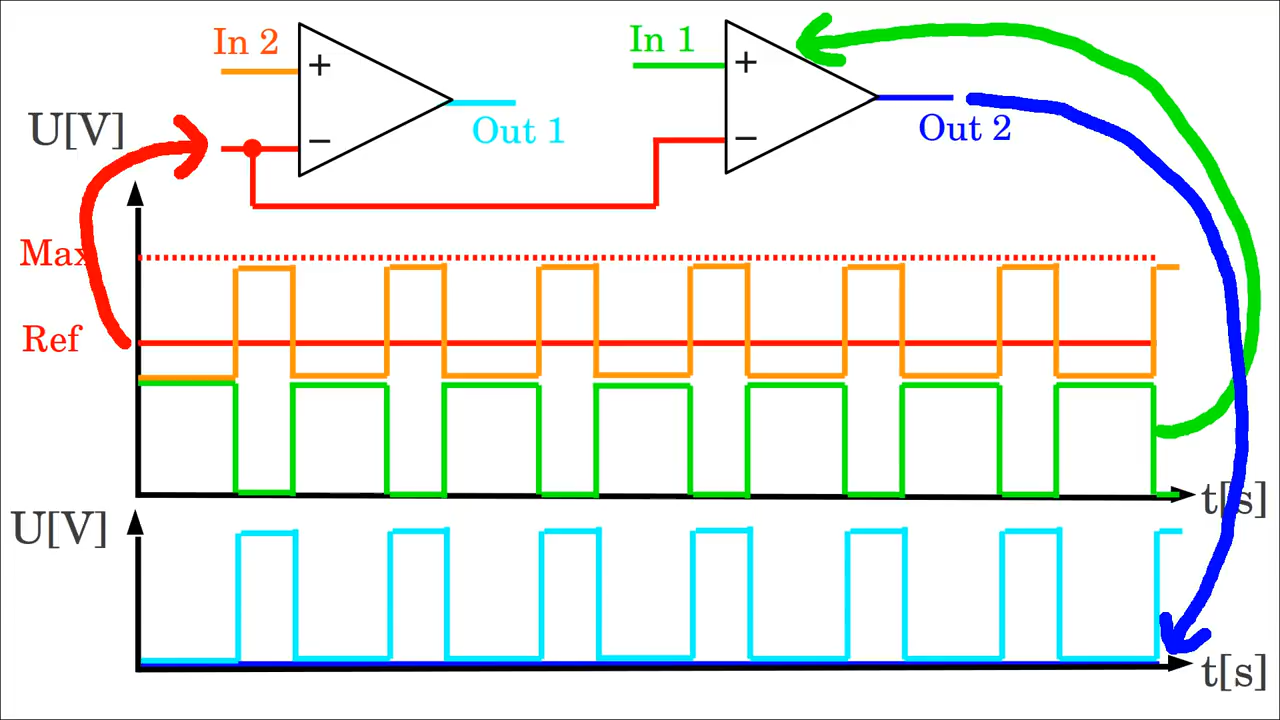 In 2
+
−
Out 1
In 1
+
−
Out 2
U[V]
Max
Ref
t[s]
U[V]
t[s]